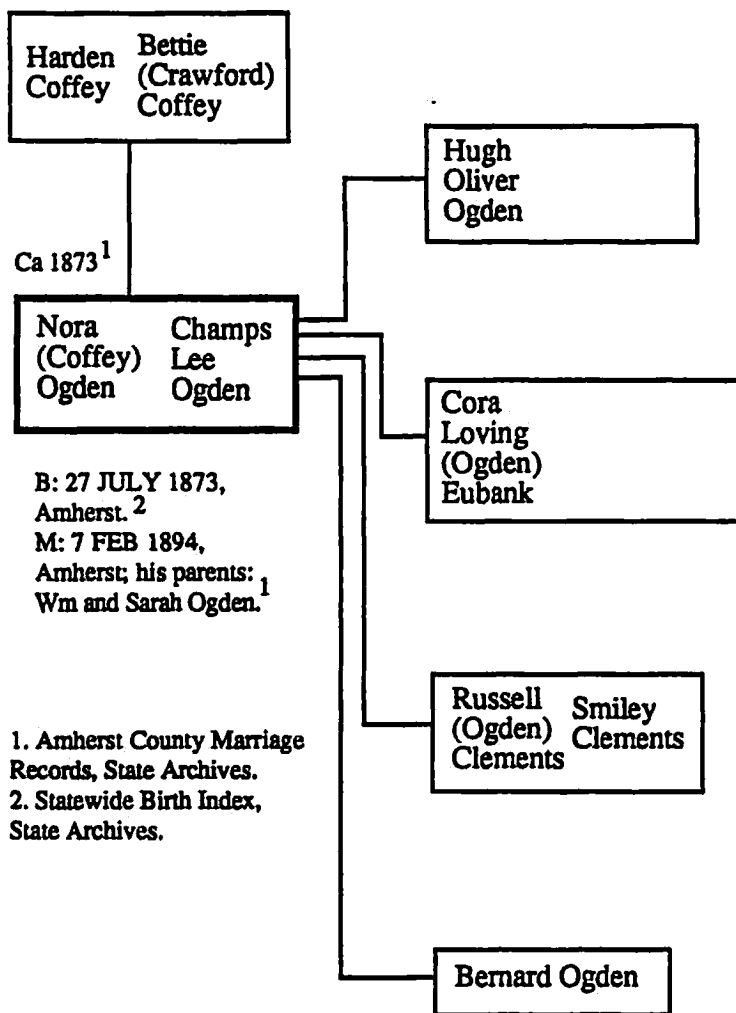 Harden
Coffey
Bettie
(Crawford)
Coffey
Ca 1873 1
Nora
(Coffey)
Ogden
Champs
Lee
Ogden
B: 27 JULY 1873,
Amherst. 2
M: 7 FEB 1894,
Amherst; his parents:
Wm and Sarah Ogden. 1
1. Amherst County Marriage
Records, State Archives.
2. Statewide Birth Index,
State Archives.
Hugh
Oliver
Ogden
Cora
Loving
(Ogden)
Eubank
Russell
(Ogden)
Clements
Smiley
Clements
Bernard Ogden